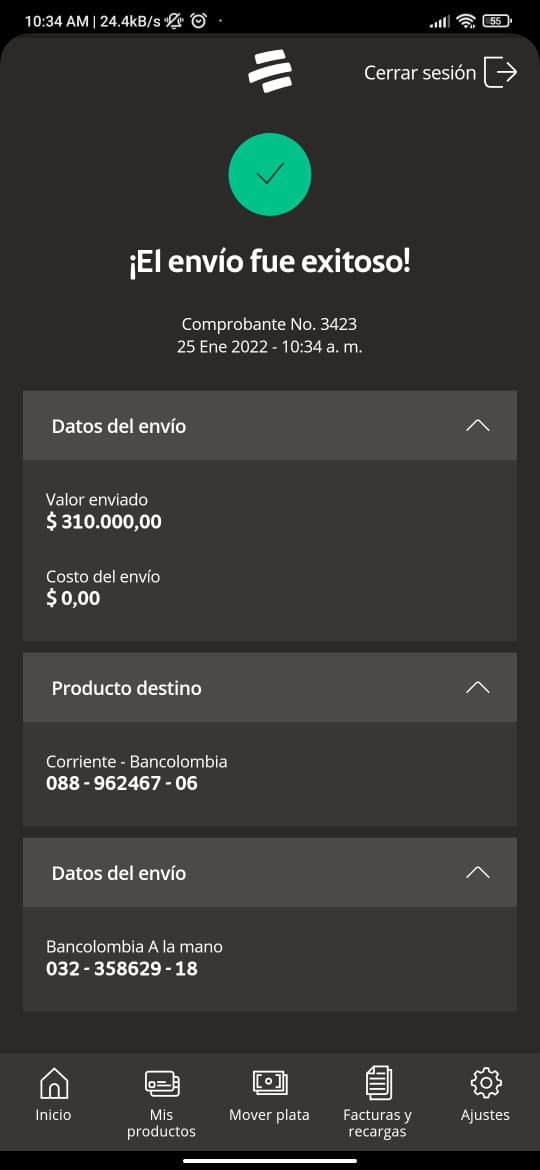 10:34 AM | 24.4kB/s
55
Cerrar sesión
¡El envío fue exitoso!
Comprobante No. 3423
25 Ene 2022 - 10:34 a. m.
Datos del envío
Valor enviado
$ 310.000,00
Costo del envío
$ 0,00
Producto destino
Corriente - Bancolombia
088 - 962467 - 06
Datos del envío
Bancolombia A la mano
032 - 358629 - 18
Inicio
Mis productos
Mover plata
Facturas y recargas
Ajustes